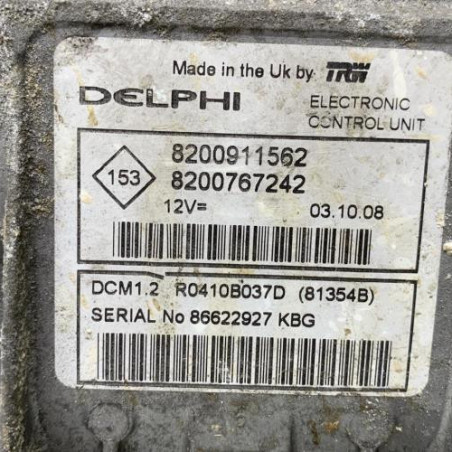 Made in the Uk by TRW
DELPHI ELECTRONIC
CONTROL UNIT
153
8200911562
8200767242
12V= 03.10.08
DCM1.2 R0410B037D (81354B)
SERIAL No 86622927 KBG